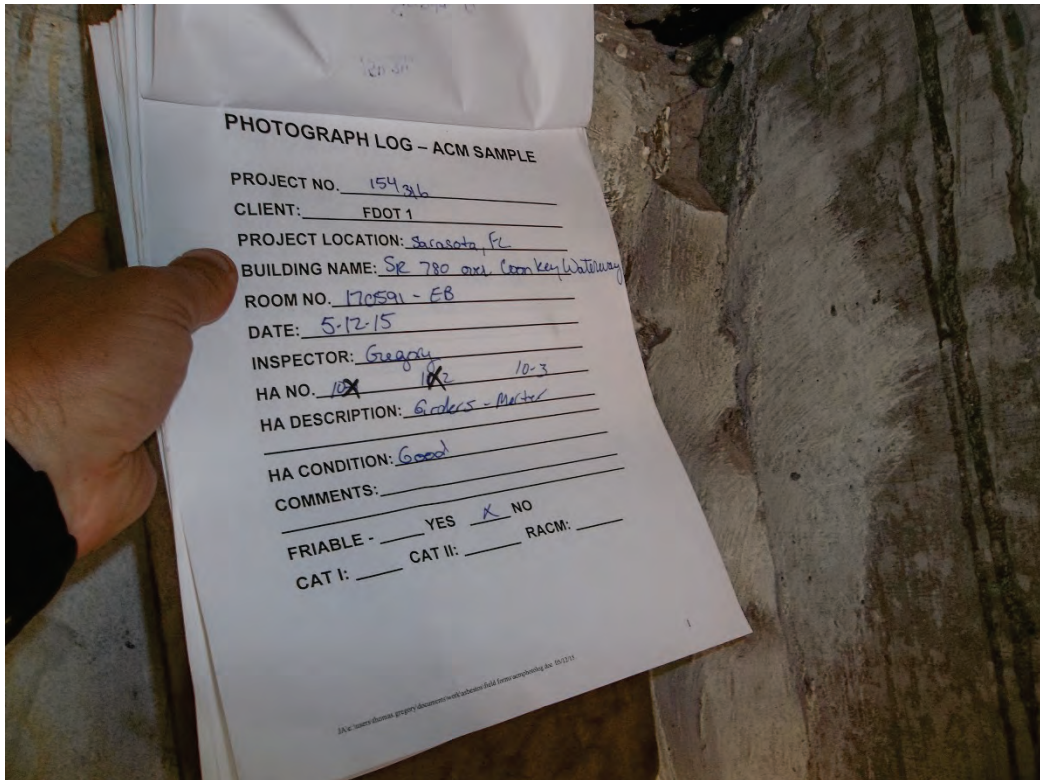 PHOTOGRAPH LOG – ACM SAMPLE
PROJECT NO. 154316
CLIENT: FDOT 1
PROJECT LOCATION: Sarasota, FL
BUILDING NAME: SR 780 over Coon Key Waterway
ROOM NO. 170591 - EB
DATE: 5-12-15
INSPECTOR: Gregory
HA NO. 10-3
HA DESCRIPTION: Girders - Mortar
HA CONDITION: Good
COMMENTS:
FRIABLE - YES X NO
CAT I: CAT II: RACM:
1